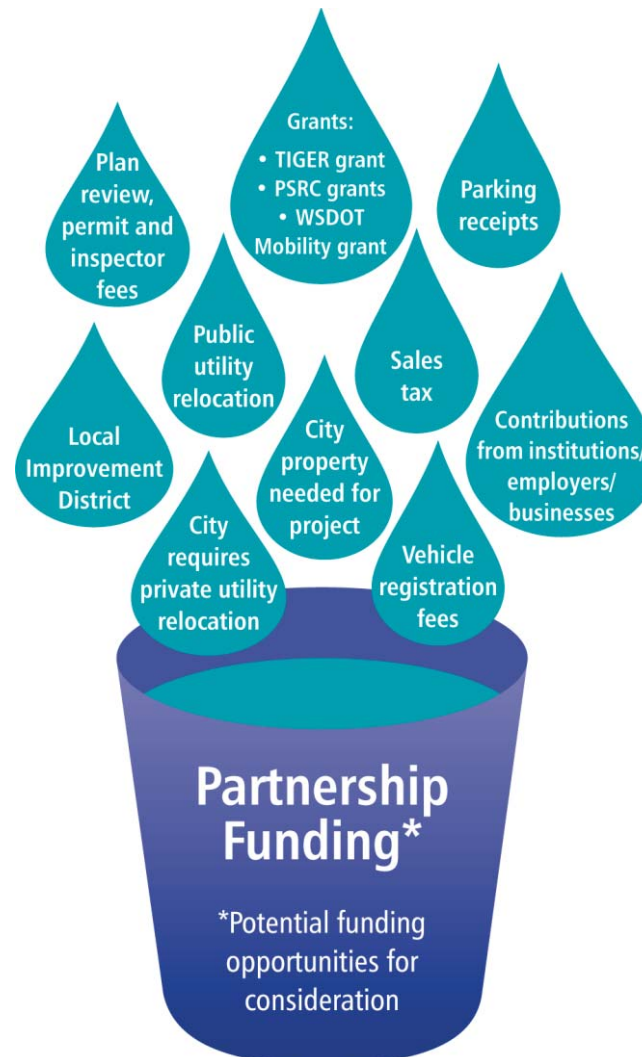 Grants:
• TIGER grant
• PSRC grants
• WSDOT
Mobility grant
Plan
review,
permit and
inspector
fees
Parking
receipts
Public
utility
relocation
Sales
tax
Local
Improvement
District
City
property
needed for
project
Contributions
from institutions/
employers/
businesses
City
requires
private utility
relocation
Vehicle
registration
fees
Partnership
Funding*
*Potential funding
opportunities for
consideration